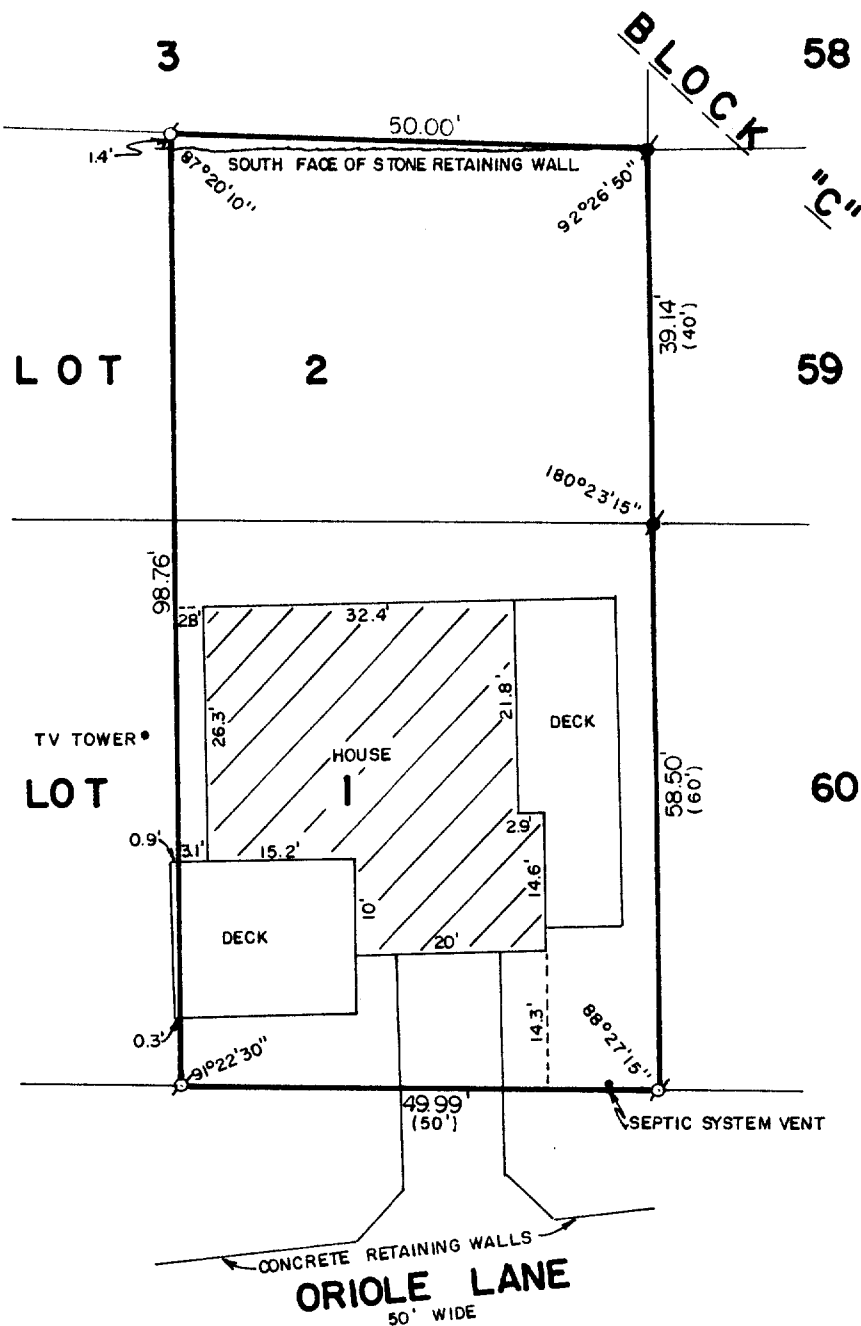 3
BLOCK
58
50.00'
1.4'
SOUTH FACE OF STONE RETAINING WALL
87°20'10"
92°26'50"
"C"
39.14'
(40')
LOT 2
59
180°23'15"
98.76'
2.8'
32.4'
26.3'
21.8'
DECK
TV TOWER
HOUSE
58.50'
(60')
LOT 1
60
0.9'
3.1'
15.2'
2.9'
14.6'
10'
DECK
20'
0.3'
14.3'
91°22'30"
88°27'15"
49.99
(50')
SEPTIC SYSTEM VENT
CONCRETE RETAINING WALLS
ORIOLE LANE
50' WIDE